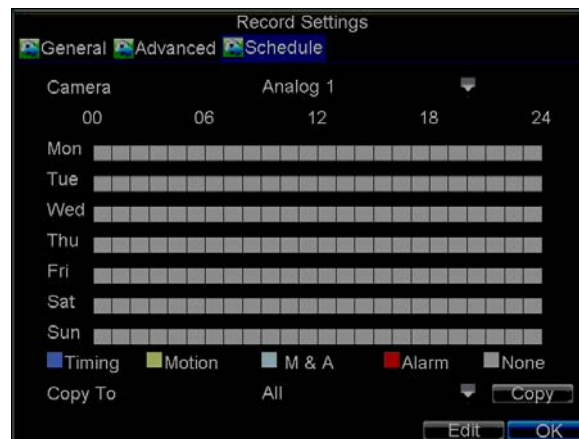 Record Settings
General Advanced Schedule
Camera Analog 1
00 06 12 18 24
Mon
Tue
Wed
Thu
Fri
Sat
Sun
Timing Motion M & A Alarm None
Copy To All Copy
Edit OK